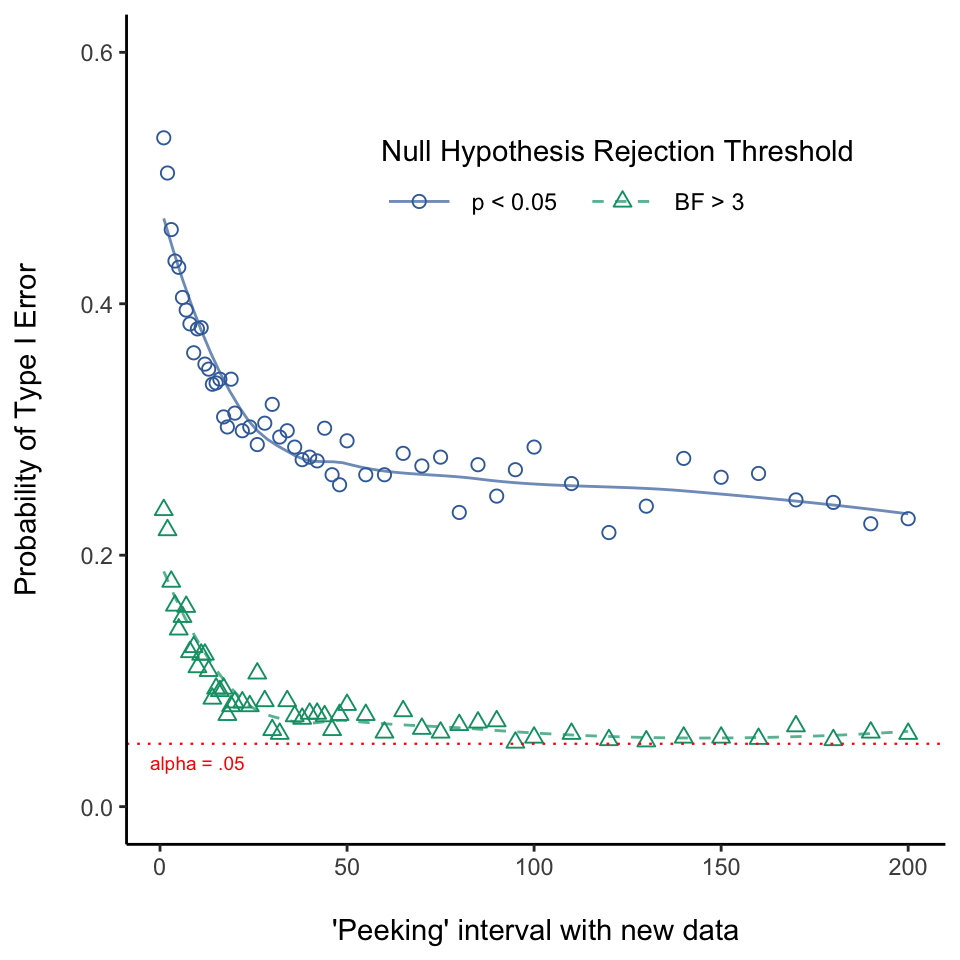 Probability of Type I Error
0.6
0.4
0.2
0.0
Null Hypothesis Rejection Threshold
p < 0.05 BF > 3
alpha = .05
0 50 100 150 200
'Peeking' interval with new data